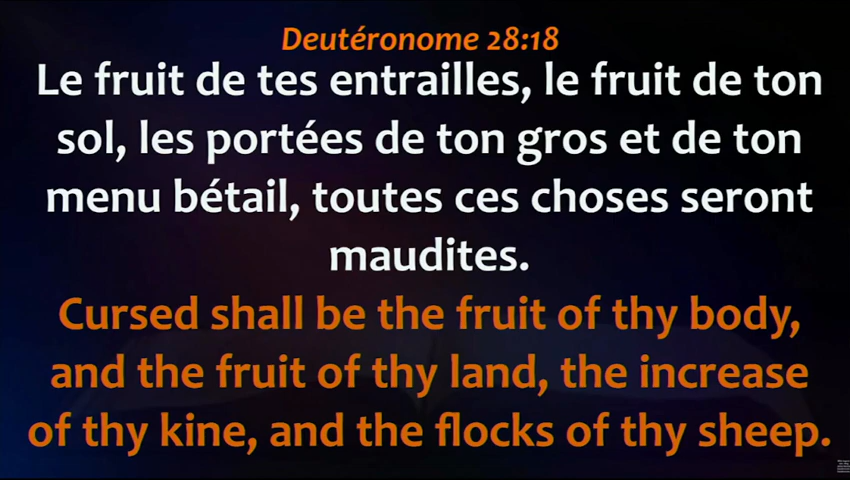 Deutéronome 28:18
Le fruit de tes entrailles, le fruit de ton
sol, les portées de ton gros et de ton
menu bétail, toutes ces choses seront
maudites.
Cursed shall be the fruit of thy body,
and the fruit of thy land, the increase
of thy kine, and the flocks of thy sheep.